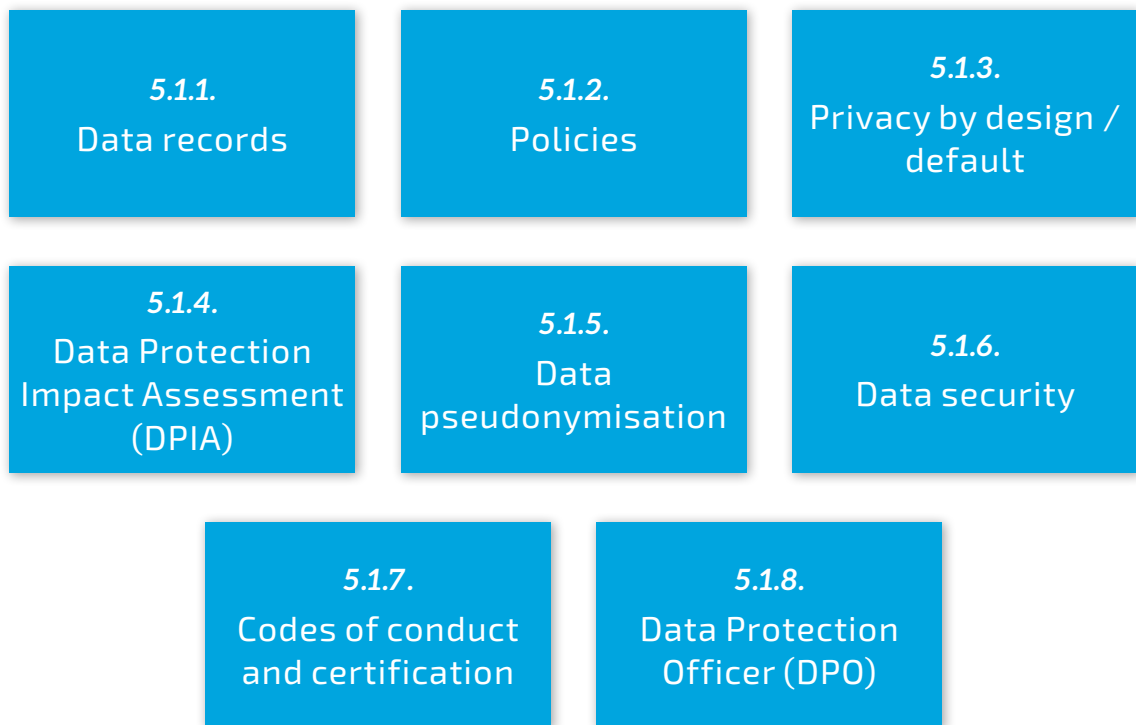 5.1.1.
Data records
5.1.2.
Policies
5.1.3.
Privacy by design /
default
5.1.4.
Data Protection
Impact Assessment
(DPIA)
5.1.5.
Data
pseudonymisation
5.1.6.
Data security
5.1.7.
Codes of conduct
and certification
5.1.8.
Data Protection
Officer (DPO)